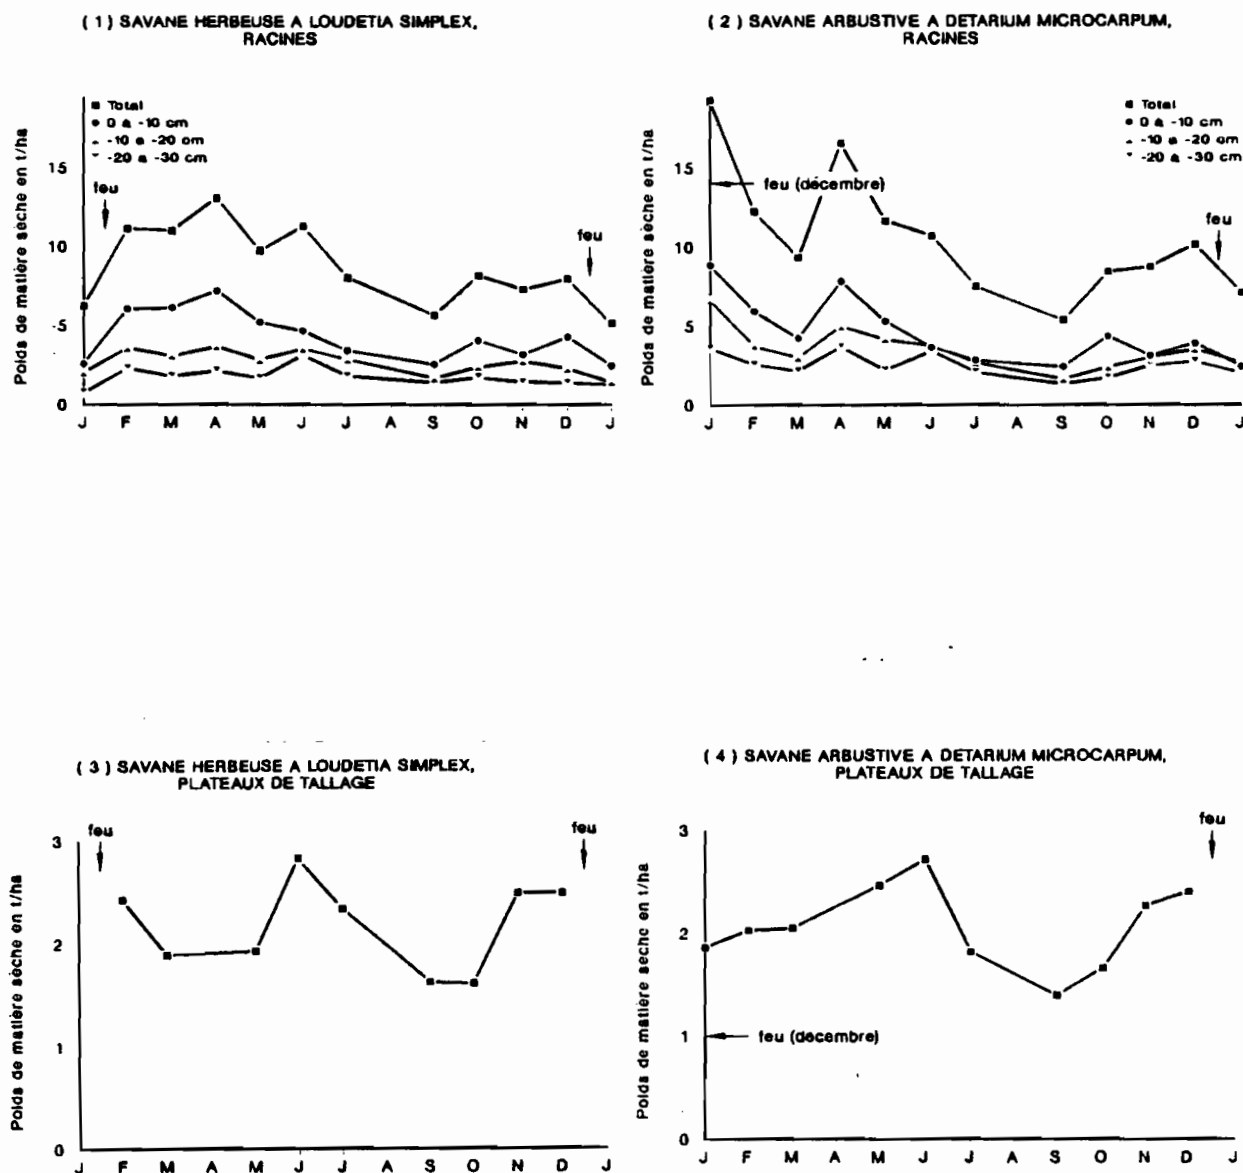 ( 1 ) SAVANE HERBEUSE A LOUDETIA SIMPLEX,
RACINES
Poids de matière sèche en t/ha
Total
0 à -10 cm
-10 à -20 cm
-20 à -30 cm
feu
feu
15
10
5
0
J F M A M J J A S O N D J
( 2 ) SAVANE ARBUSTIVE A DETARIUM MICROCARPUM,
RACINES
Poids de matière sèche en t/ha
Total
0 à -10 cm
-10 à -20 cm
-20 à -30 cm
feu (décembre)
feu
15
10
5
0
J F M A M J J A S O N D J
( 3 ) SAVANE HERBEUSE A LOUDETIA SIMPLEX,
PLATEAUX DE TALLAGE
Poids de matière sèche en t/ha
feu
feu
3
2
1
0
J F M A M J J A S O N D J
( 4 ) SAVANE ARBUSTIVE A DETARIUM MICROCARPUM,
PLATEAUX DE TALLAGE
Poids de matière sèche en t/ha
feu
feu (décembre)
3
2
1
0
J F M A M J J A S O N D J